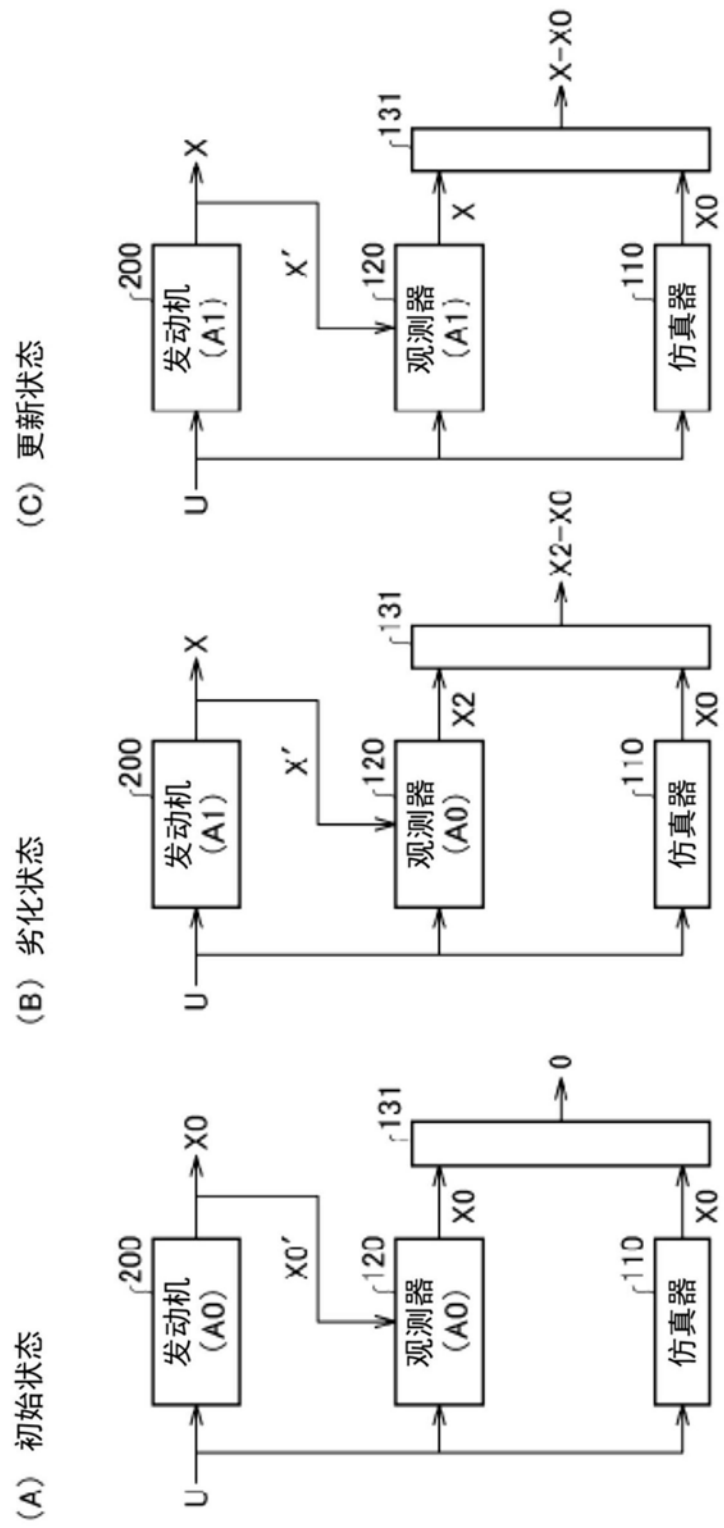 (A) 初始状态
U
200
发动机
(A0)
X0
X0′
120
观测器
(A0)
X0
131
0
110
仿真器
X0
(B) 劣化状态
U
200
发动机
(A1)
X
X′
120
观测器
(A0)
X2
131
X2-X0
110
仿真器
X0
(C) 更新状态
U
200
发动机
(A1)
X
X′
120
观测器
(A1)
X
131
X-X0
110
仿真器
X0